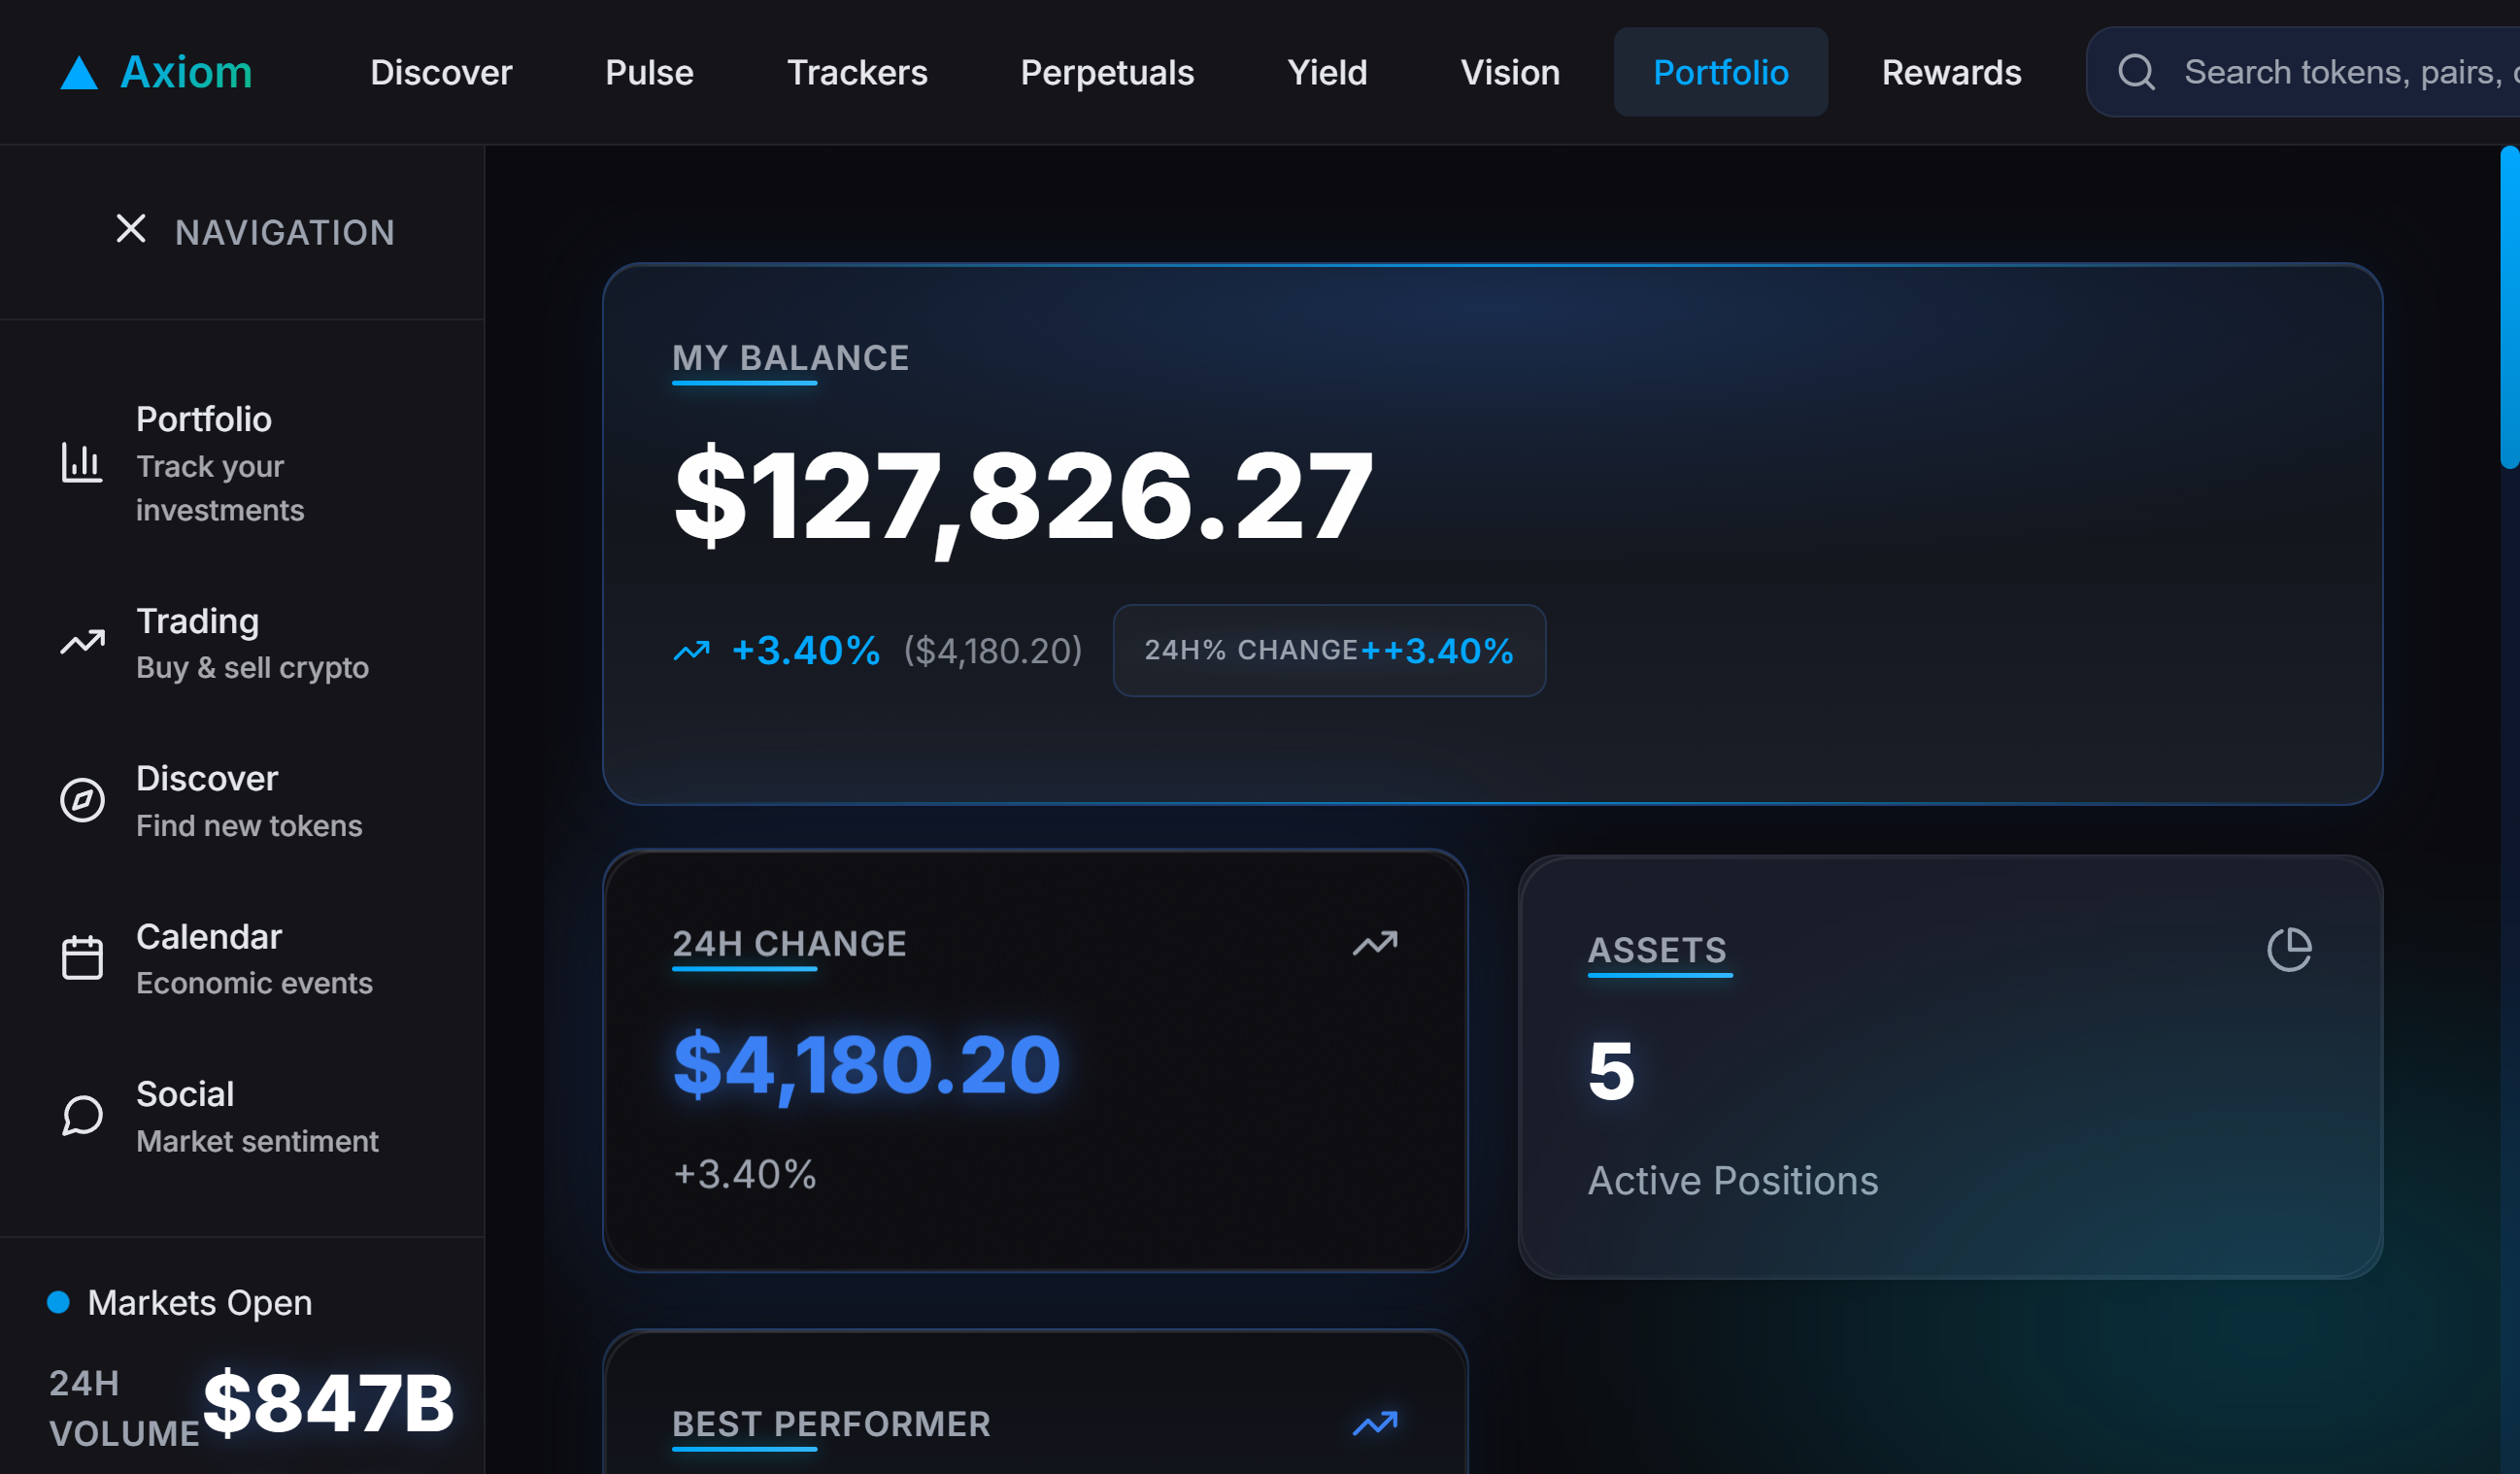 Axiom
Discover
Pulse
Trackers
Perpetuals
Yield
Vision
Portfolio
Rewards
Search tokens, pairs,
NAVIGATION
Portfolio
Track your
investments
Trading
Buy & sell crypto
Discover
Find new tokens
Calendar
Economic events
Social
Market sentiment
Markets Open
24H
VOLUME
$847B
MY BALANCE
$127,826.27
+3.40% ($4,180.20)
24H% CHANGE++3.40%
24H CHANGE
$4,180.20
+3.40%
ASSETS
5
Active Positions
BEST PERFORMER